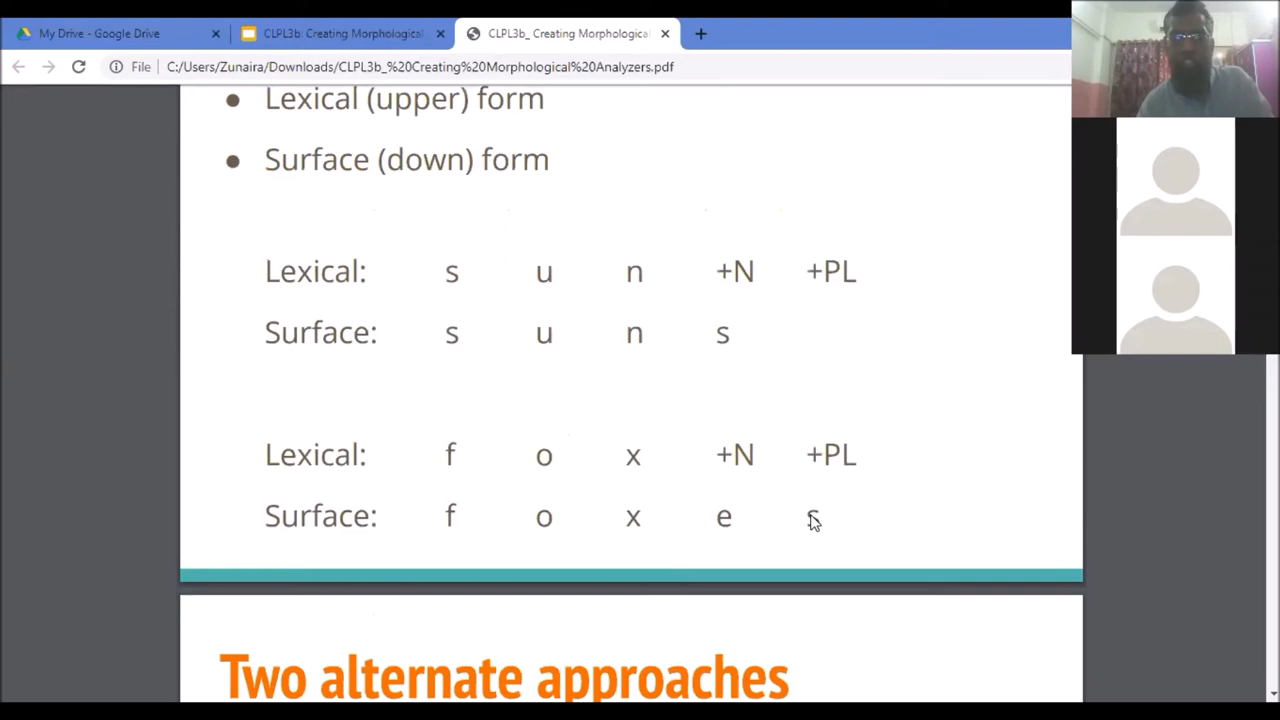 My Drive - Google Drive
CLPL3b: Creating Morphological
CLPL3b_ Creating Morphological
File C:/Users/Zunaira/Downloads/CLPL3b_%20Creating%20Morphological%20Analyzers.pdf
● Lexical (upper) form
● Surface (down) form
Lexical: s u n +N +PL
Surface: s u n s
Lexical: f o x +N +PL
Surface: f o x e s
Two alternate approaches